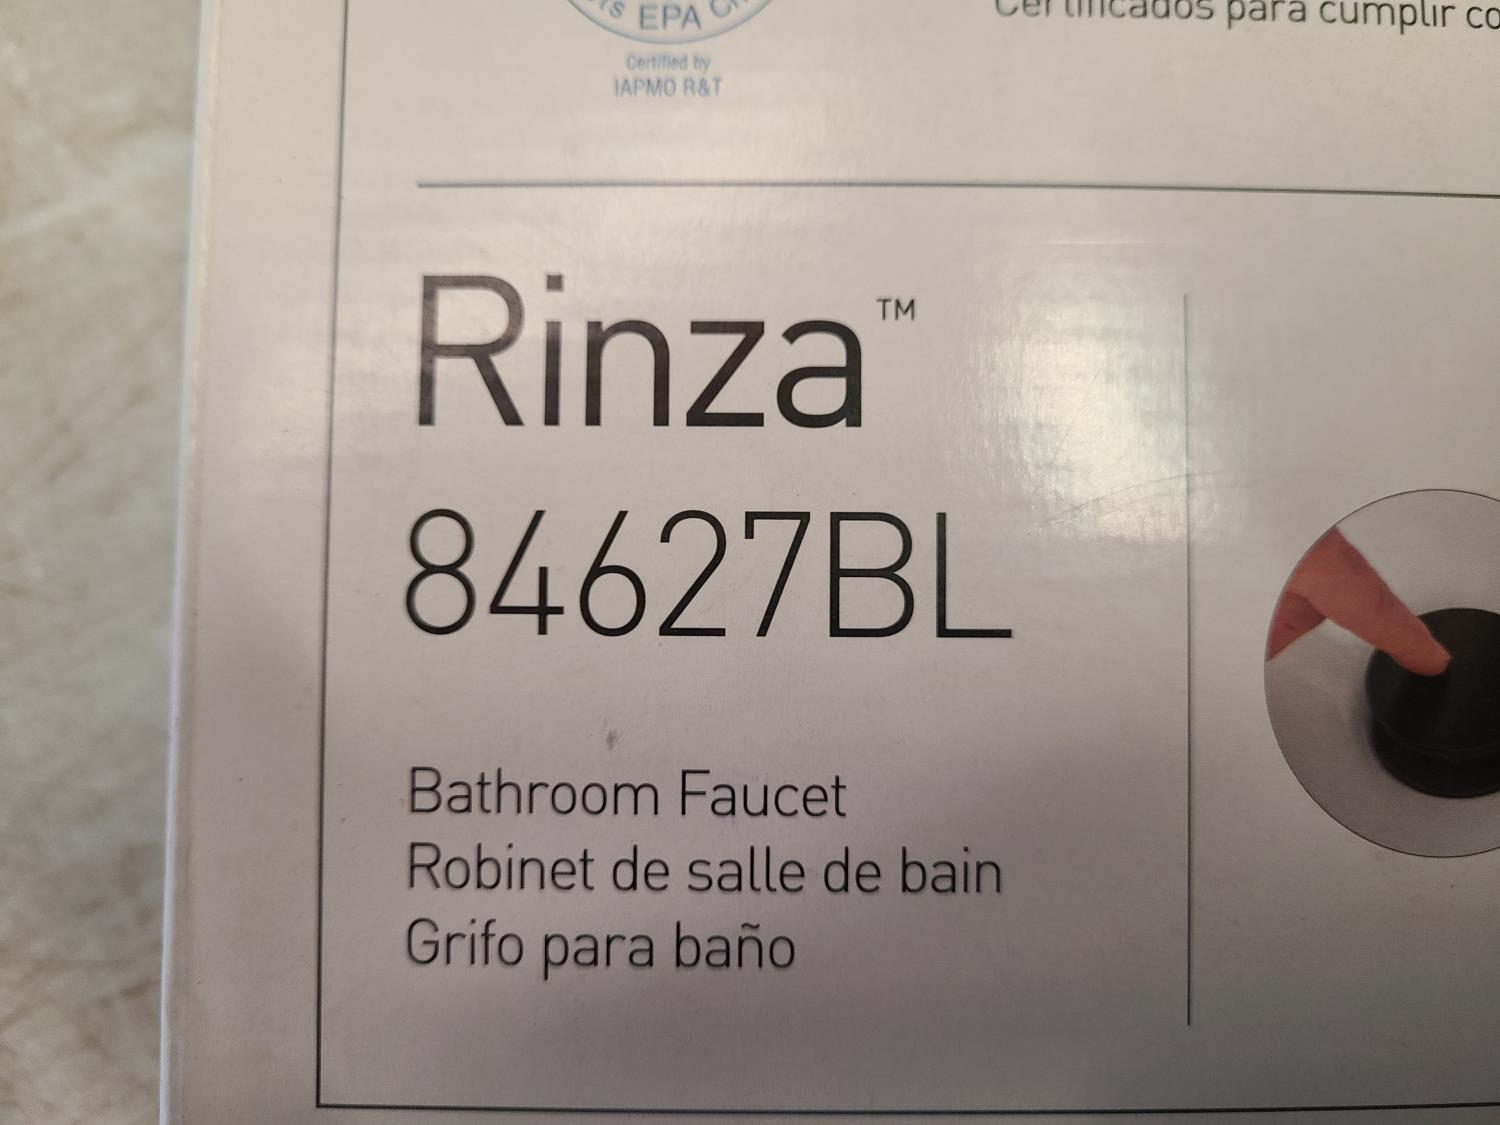 EPA
Certificados para cumplir
Certified by
IAPMO R&T
Rinza™
84627BL
Bathroom Faucet
Robinet de salle de bain
Grifo para baño